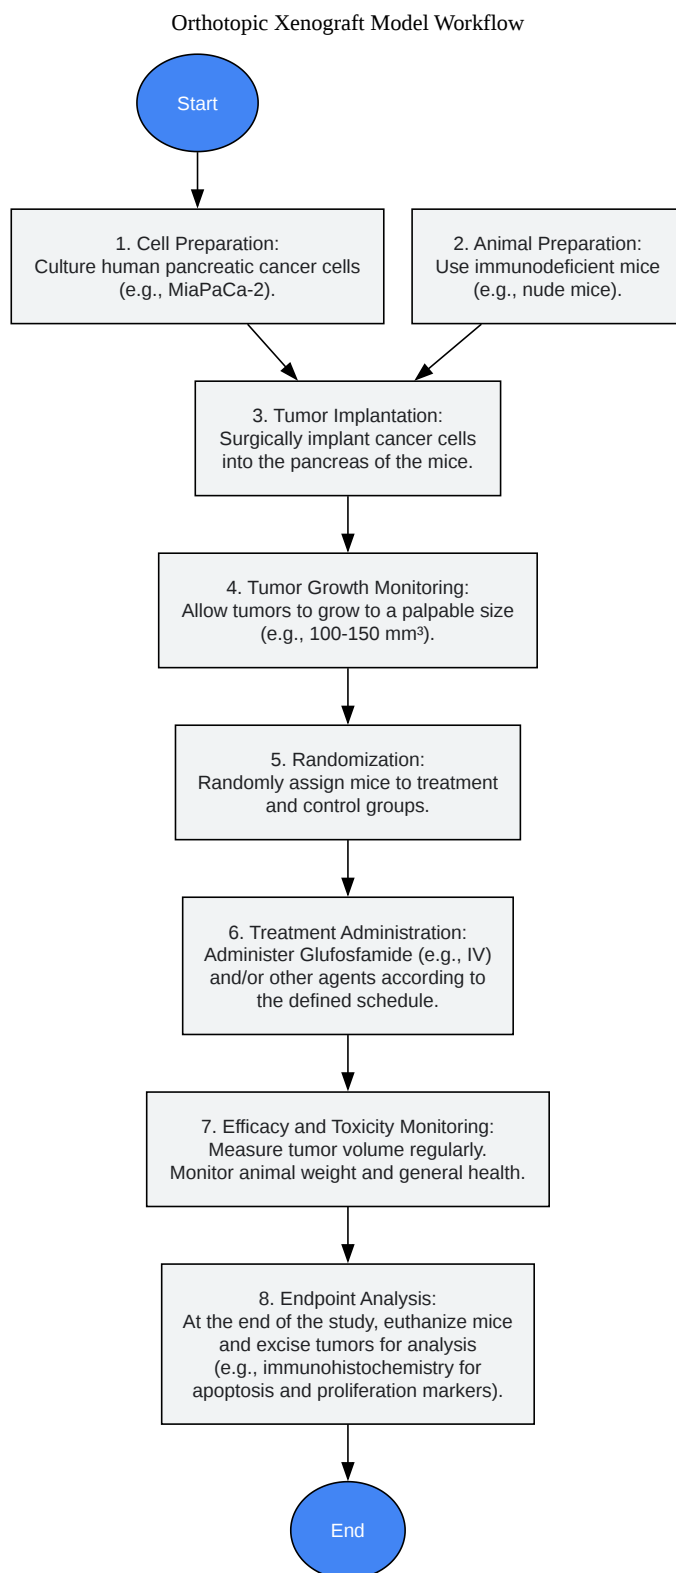 Orthotopic Xenograft Model Workflow
Start
1. Cell Preparation:
Culture human pancreatic cancer cells
(e.g., MiaPaCa-2).
2. Animal Preparation:
Use immunodeficient mice
(e.g., nude mice).
3. Tumor Implantation:
Surgically implant cancer cells
into the pancreas of the mice.
4. Tumor Growth Monitoring:
Allow tumors to grow to a palpable size
(e.g., 100-150 mm³).
5. Randomization:
Randomly assign mice to treatment
and control groups.
6. Treatment Administration:
Administer Glufosfamide (e.g., IV)
and/or other agents according to
the defined schedule.
7. Efficacy and Toxicity Monitoring:
Measure tumor volume regularly.
Monitor animal weight and general health.
8. Endpoint Analysis:
At the end of the study, euthanize mice
and excise tumors for analysis
(e.g., immunohistochemistry for
apoptosis and proliferation markers).
End